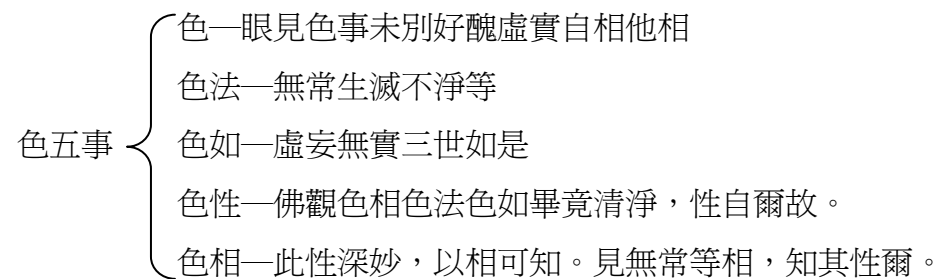 色五事
色—眼見色事未別好醜虛實自相他相
色法—無常生滅不淨等
色如—虛妄無實三世如是
色性—佛觀色相色法色如畢竟清淨，性自爾故。
色相—此性深妙，以相可知。見無常等相，知其性爾。